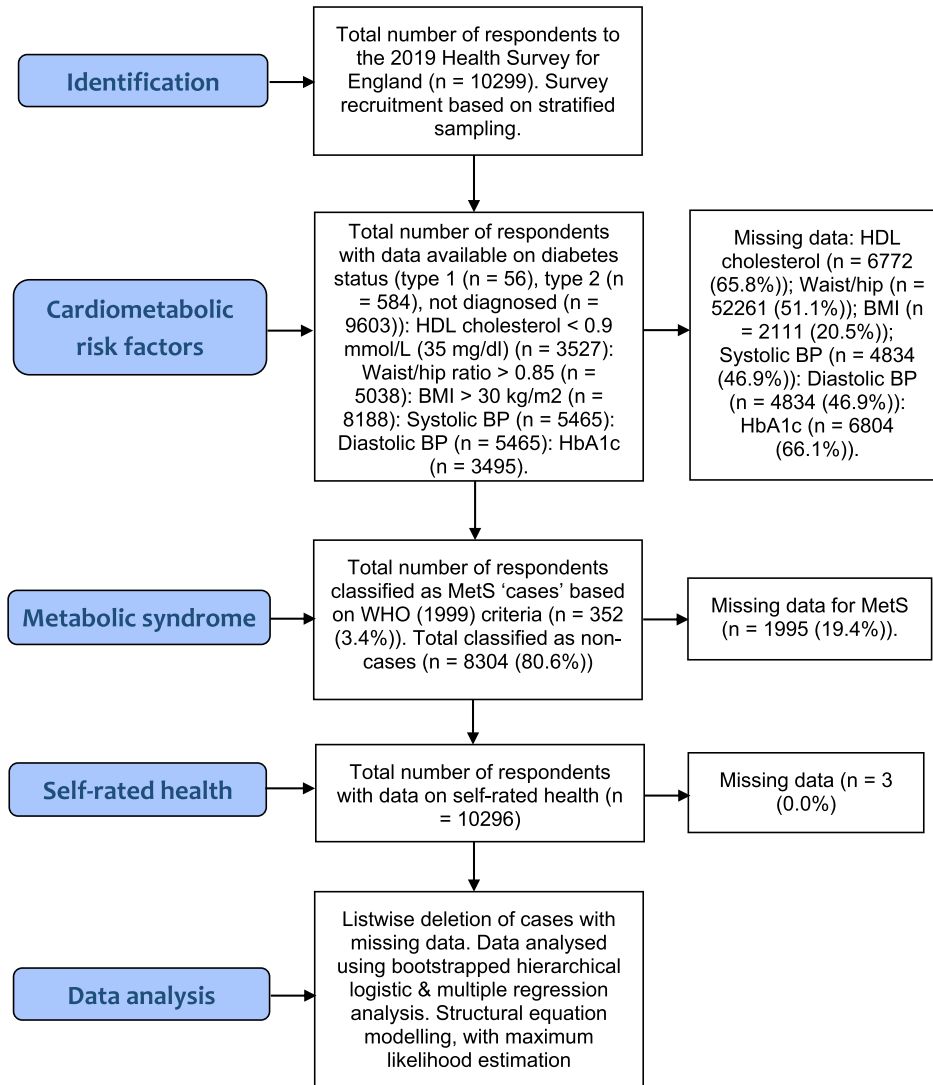 Identification
Total number of respondents to
the 2019 Health Survey for
England (n = 10299). Survey
recruitment based on stratified
sampling.
Cardiometabolic
risk factors
Total number of respondents
with data available on diabetes
status (type 1 (n = 56), type 2 (n
= 584), not diagnosed (n =
9603)): HDL cholesterol < 0.9
mmol/L (35 mg/dl) (n = 3527):
Waist/hip ratio > 0.85 (n =
5038): BMI > 30 kg/m2 (n =
8188): Systolic BP (n = 5465):
Diastolic BP (n = 5465): HbA1c
(n = 3495).
Missing data: HDL
cholesterol (n = 6772
(65.8%)); Waist/hip (n =
52261 (51.1%)); BMI (n
= 2111 (20.5%));
Systolic BP (n = 4834
(46.9%)): Diastolic BP
(n = 4834 (46.9%)):
HbA1c (n = 6804
(66.1%)).
Metabolic syndrome
Total number of respondents
classified as MetS ‘cases’ based
on WHO (1999) criteria (n = 352
(3.4%)). Total classified as non-
cases (n = 8304 (80.6%))
Missing data for MetS
(n = 1995 (19.4%)).
Self-rated health
Total number of respondents
with data on self-rated health (n
= 10296)
Missing data (n = 3
(0.0%)
Data analysis
Listwise deletion of cases with
missing data. Data analysed
using bootstrapped hierarchical
logistic & multiple regression
analysis. Structural equation
modelling, with maximum
likelihood estimation